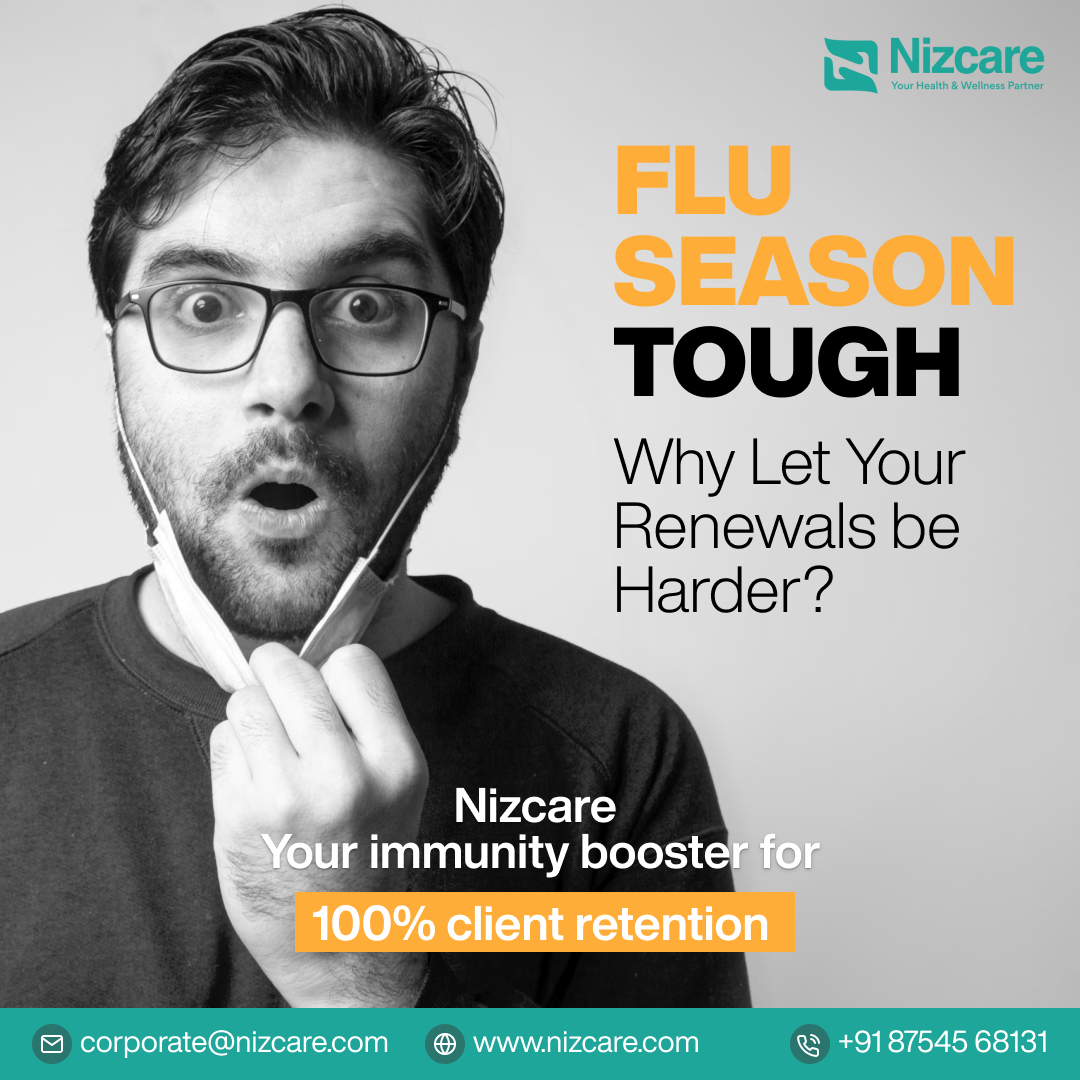 Nizcare
Your Health & Wellness Partner
FLU
SEASON
TOUGH
Why Let Your
Renewals be
Harder?
Nizcare
Your immunity booster for
100% client retention
corporate@nizcare.com
www.nizcare.com
+91 87545 68131